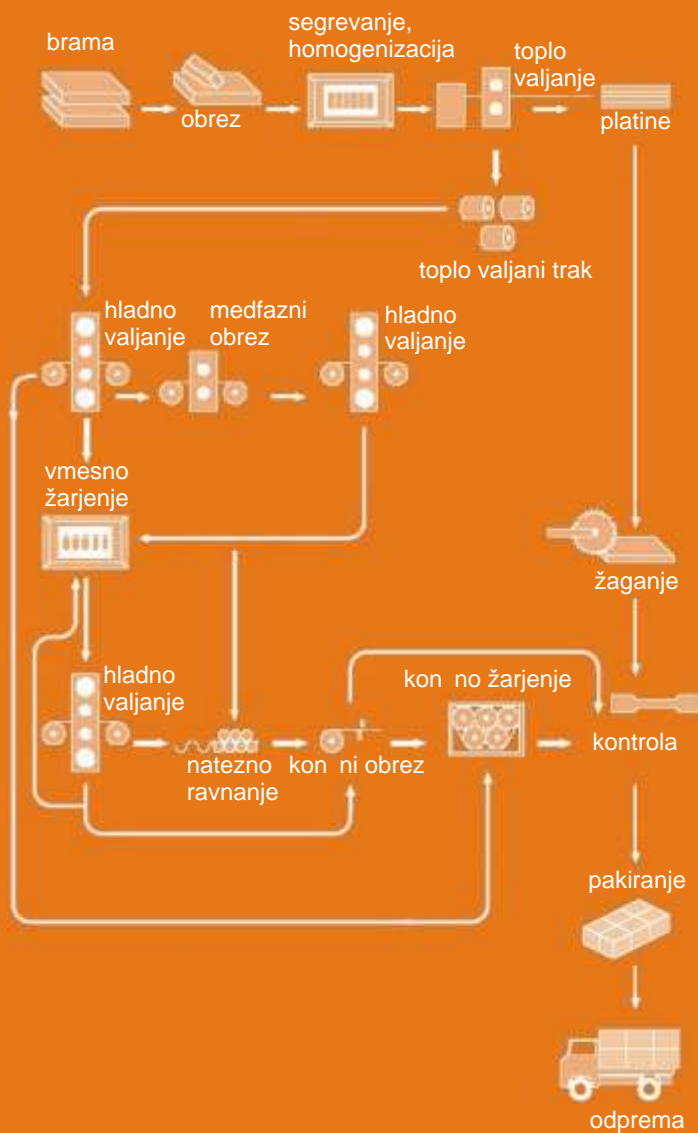 brama
obrez
segrevanje,
homogenizacija
toplo
valjanje
platine
toplo valjani trak
hladno
valjanje
medfazni
obrez
hladno
valjanje
vmesno
žarjenje
žaganje
hladno
valjanje
natezno
ravnanje
kon ni obrez
kon no žarjenje
kontrola
pakiranje
odprema